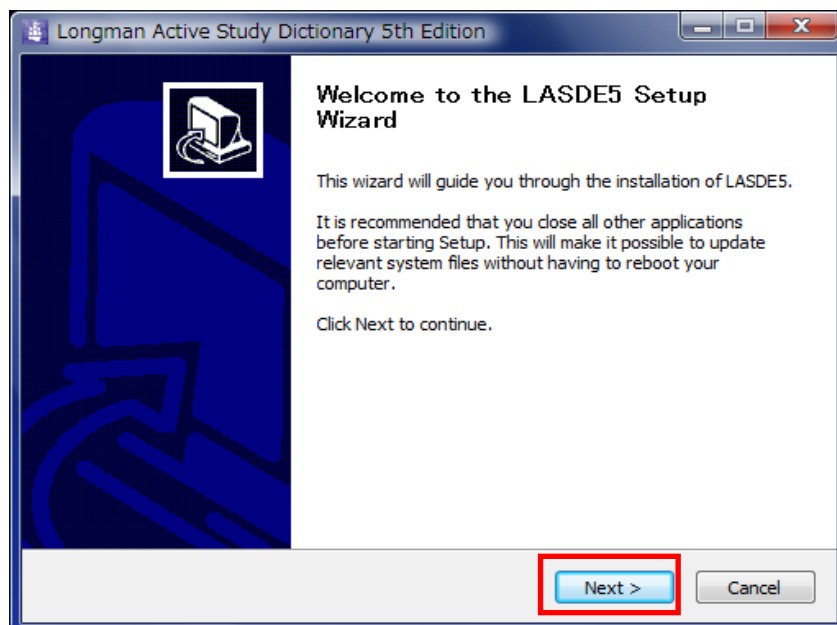 Longman Active Study Dictionary 5th Edition
Welcome to the LASDE5 Setup
Wizard
This wizard will guide you through the installation of LASDE5.
It is recommended that you close all other applications
before starting Setup. This will make it possible to update
relevant system files without having to reboot your
computer.
Click Next to continue.
Next >
Cancel